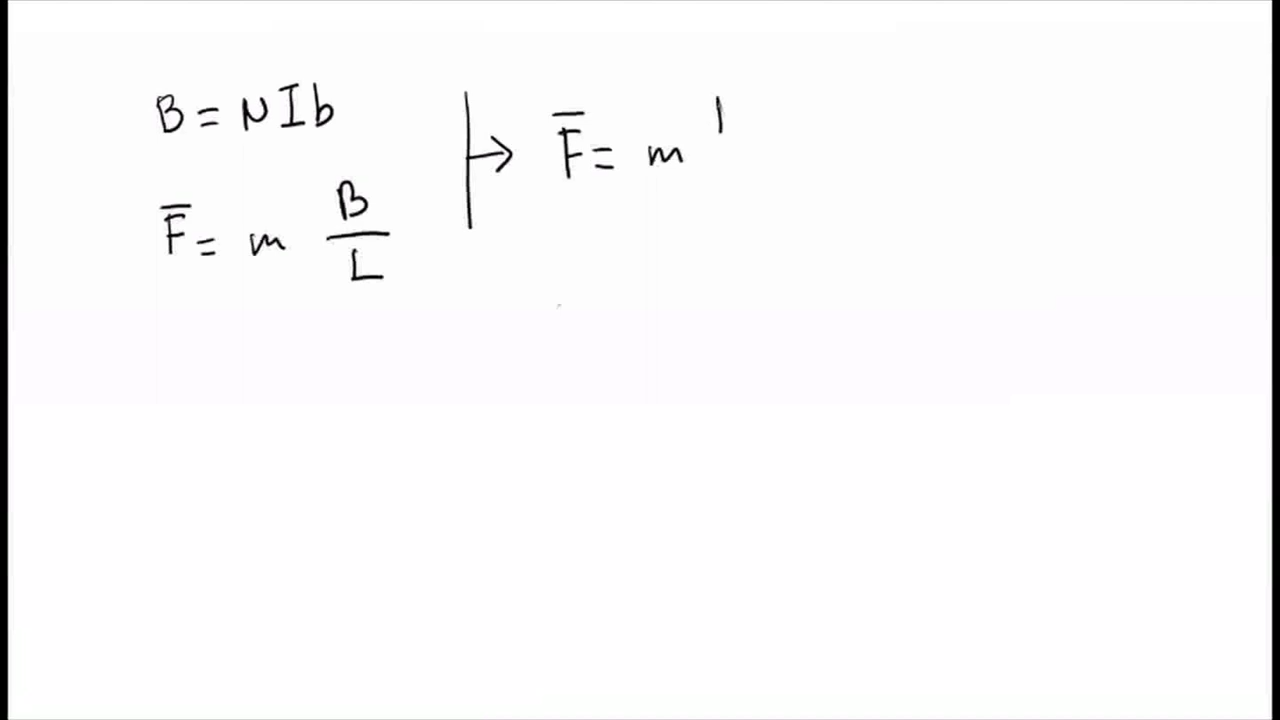 B = NIb
F̅ = m B/L
→ F̅ = m